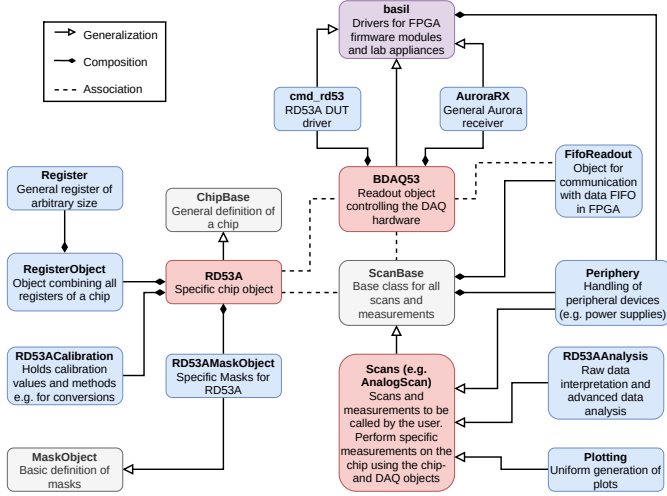 Generalization
Composition
Association
basil
Drivers for FPGA
firmware modules
and lab appliances
cmd_rd53
RD53A DUT
driver
AuroraRX
General Aurora
receiver
Register
General register of
arbitrary size
ChipBase
General definition of
a chip
BDAQ53
Readout object
controlling the DAQ
hardware
FifoReadout
Object for
communication
with data FIFO
in FPGA
RegisterObject
Object combining all
registers of a chip
RD53A
Specific chip object
ScanBase
Base class for all
scans and
measurements
Periphery
Handling of
peripheral devices
(e.g. power supplies)
RD53ACalibration
Holds calibration
values and methods
e.g. for conversions
RD53AMaskObject
Specific Masks for
RD53A
Scans (e.g.
AnalogScan)
Scans and
measurements to be
called by the user.
Perform specific
measurements on the
chip using the chip-
and DAQ objects
RD53AAnalysis
Raw data
interpretation and
advanced data
analysis
MaskObject
Basic definition of
masks
Plotting
Uniform generation of
plots